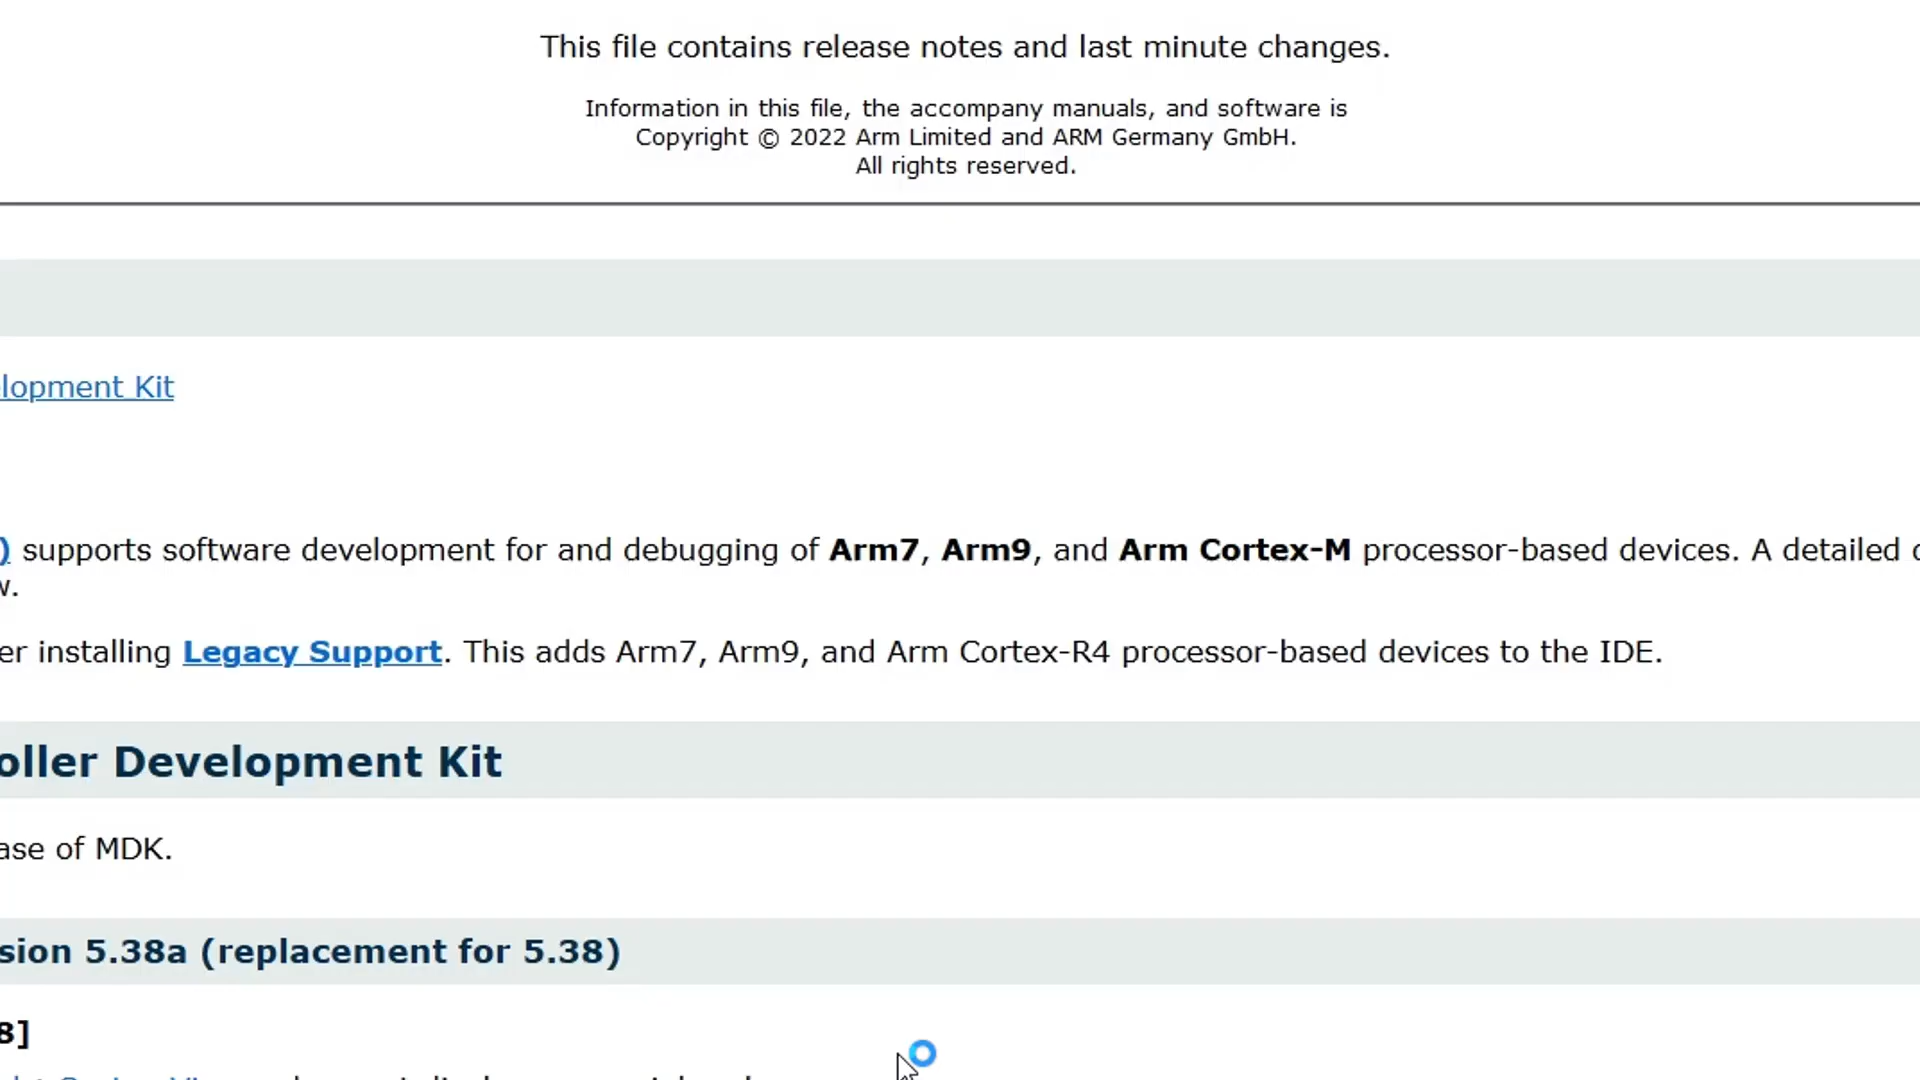 This file contains release notes and last minute changes.
Information in this file, the accompany manuals, and software is
Copyright © 2022 Arm Limited and ARM Germany GmbH.
All rights reserved.
lopment Kit
) supports software development for and debugging of Arm7, Arm9, and Arm Cortex-M processor-based devices. A detailed
w.
er installing Legacy Support. This adds Arm7, Arm9, and Arm Cortex-R4 processor-based devices to the IDE.
oller Development Kit
ase of MDK.
sion 5.38a (replacement for 5.38)
8]